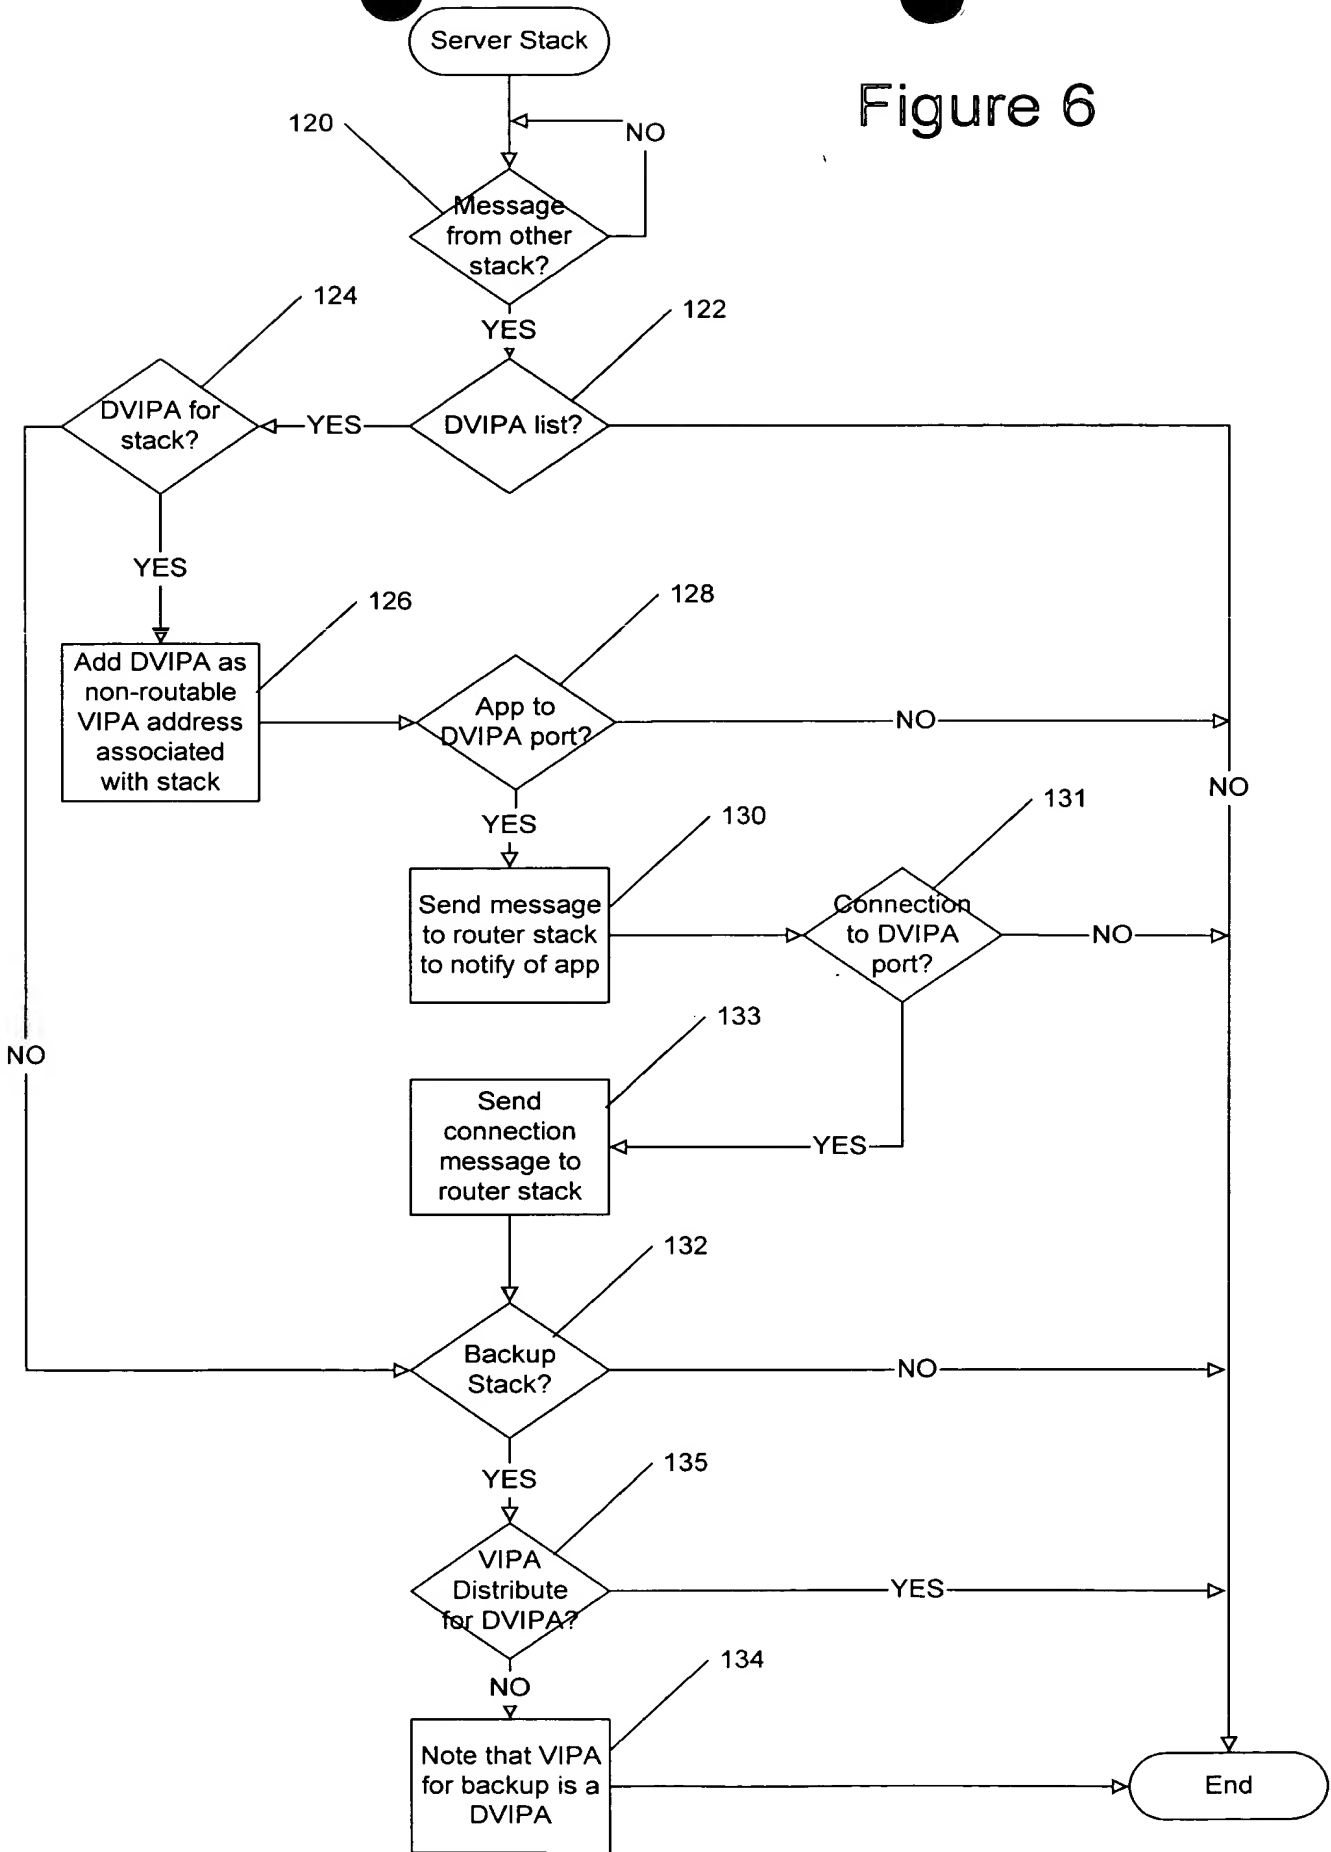 Server Stack
Figure 6
120
NO
Message
from other
stack?
124
YES
122
DVIPA for
stack?
YES
DVIPA list?
YES
126
128
Add DVIPA as
non-routable
VIPA address
associated
with stack
App to
DVIPA port?
NO
NO
YES
130
131
Send message
to router stack
to notify of app
Connection
to DVIPA
port?
NO
NO
133
Send
connection
message to
router stack
YES
132
Backup
Stack?
NO
YES
135
VIPA
Distribute
for DVIPA?
YES
NO
134
Note that VIPA
for backup is a
DVIPA
End